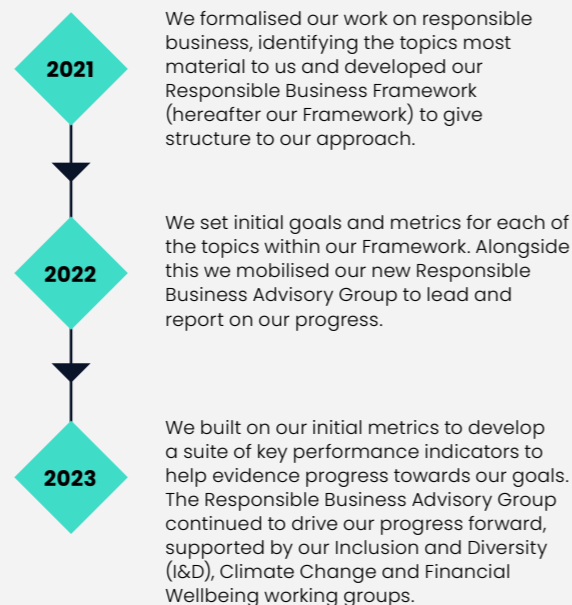 2021
We formalised our work on responsible
business, identifying the topics most
material to us and developed our
Responsible Business Framework
(hereafter our Framework) to give
structure to our approach.
2022
We set initial goals and metrics for each of
the topics within our Framework. Alongside
this we mobilised our new Responsible
Business Advisory Group to lead and
report on our progress.
2023
We built on our initial metrics to develop
a suite of key performance indicators to
help evidence progress towards our goals.
The Responsible Business Advisory Group
continued to drive our progress forward,
supported by our Inclusion and Diversity
(I&D), Climate Change and Financial
Wellbeing working groups.